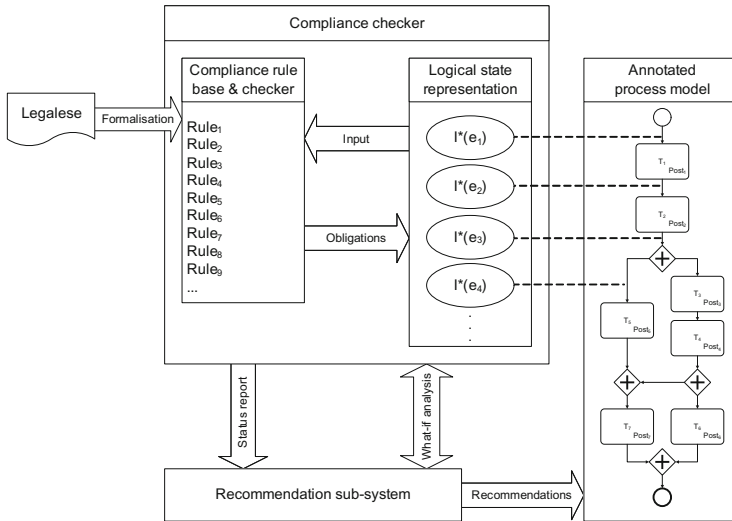 Compliance checker
Compliance rule
base & checker
Logical state
representation
Annotated
process model
Legalese
Formalisation
Rule₁
Rule₂
Rule₃
Rule₄
Rule₅
Rule₆
Rule₇
Rule₈
Rule₉
...
Input
Obligations
I*(e₁)
I*(e₂)
I*(e₃)
I*(e₄)
.
.
.
T₁
Post₁
T₂
Post₂
T₃
Post₃
T₅
Post₅
T₄
Post₄
T₇
Post₇
T₆
Post₆
Status report
What-if analysis
Recommendation sub-system
Recommendations